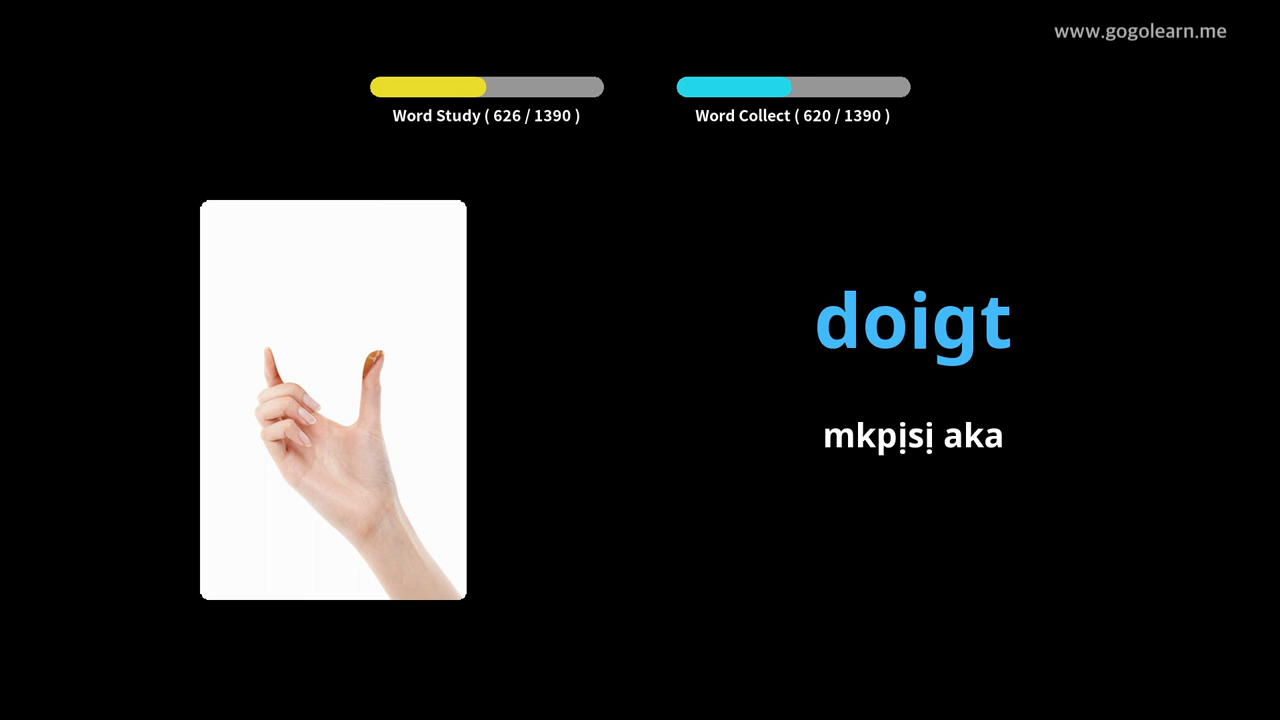 www.gogolearn.me
Word Study ( 626 / 1390 )
Word Collect ( 620 / 1390 )
doigt
mkpịsị aka